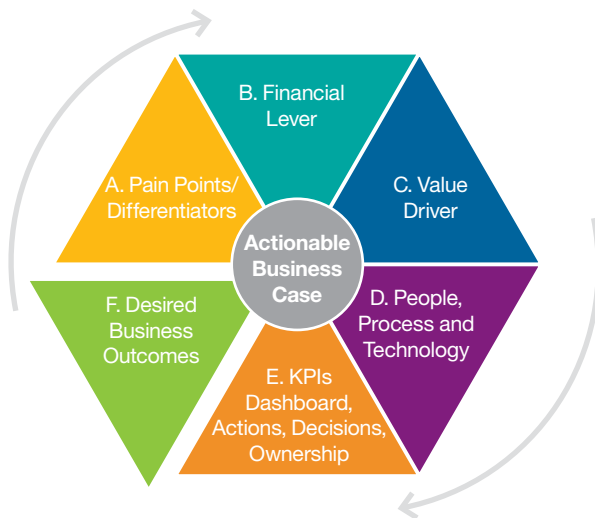 A. Pain Points/
Differentiators
B. Financial
Lever
C. Value
Driver
D. People,
Process and
Technology
E. KPIs
Dashboard,
Actions, Decisions,
Ownership
F. Desired
Business
Outcomes
Actionable
Business
Case